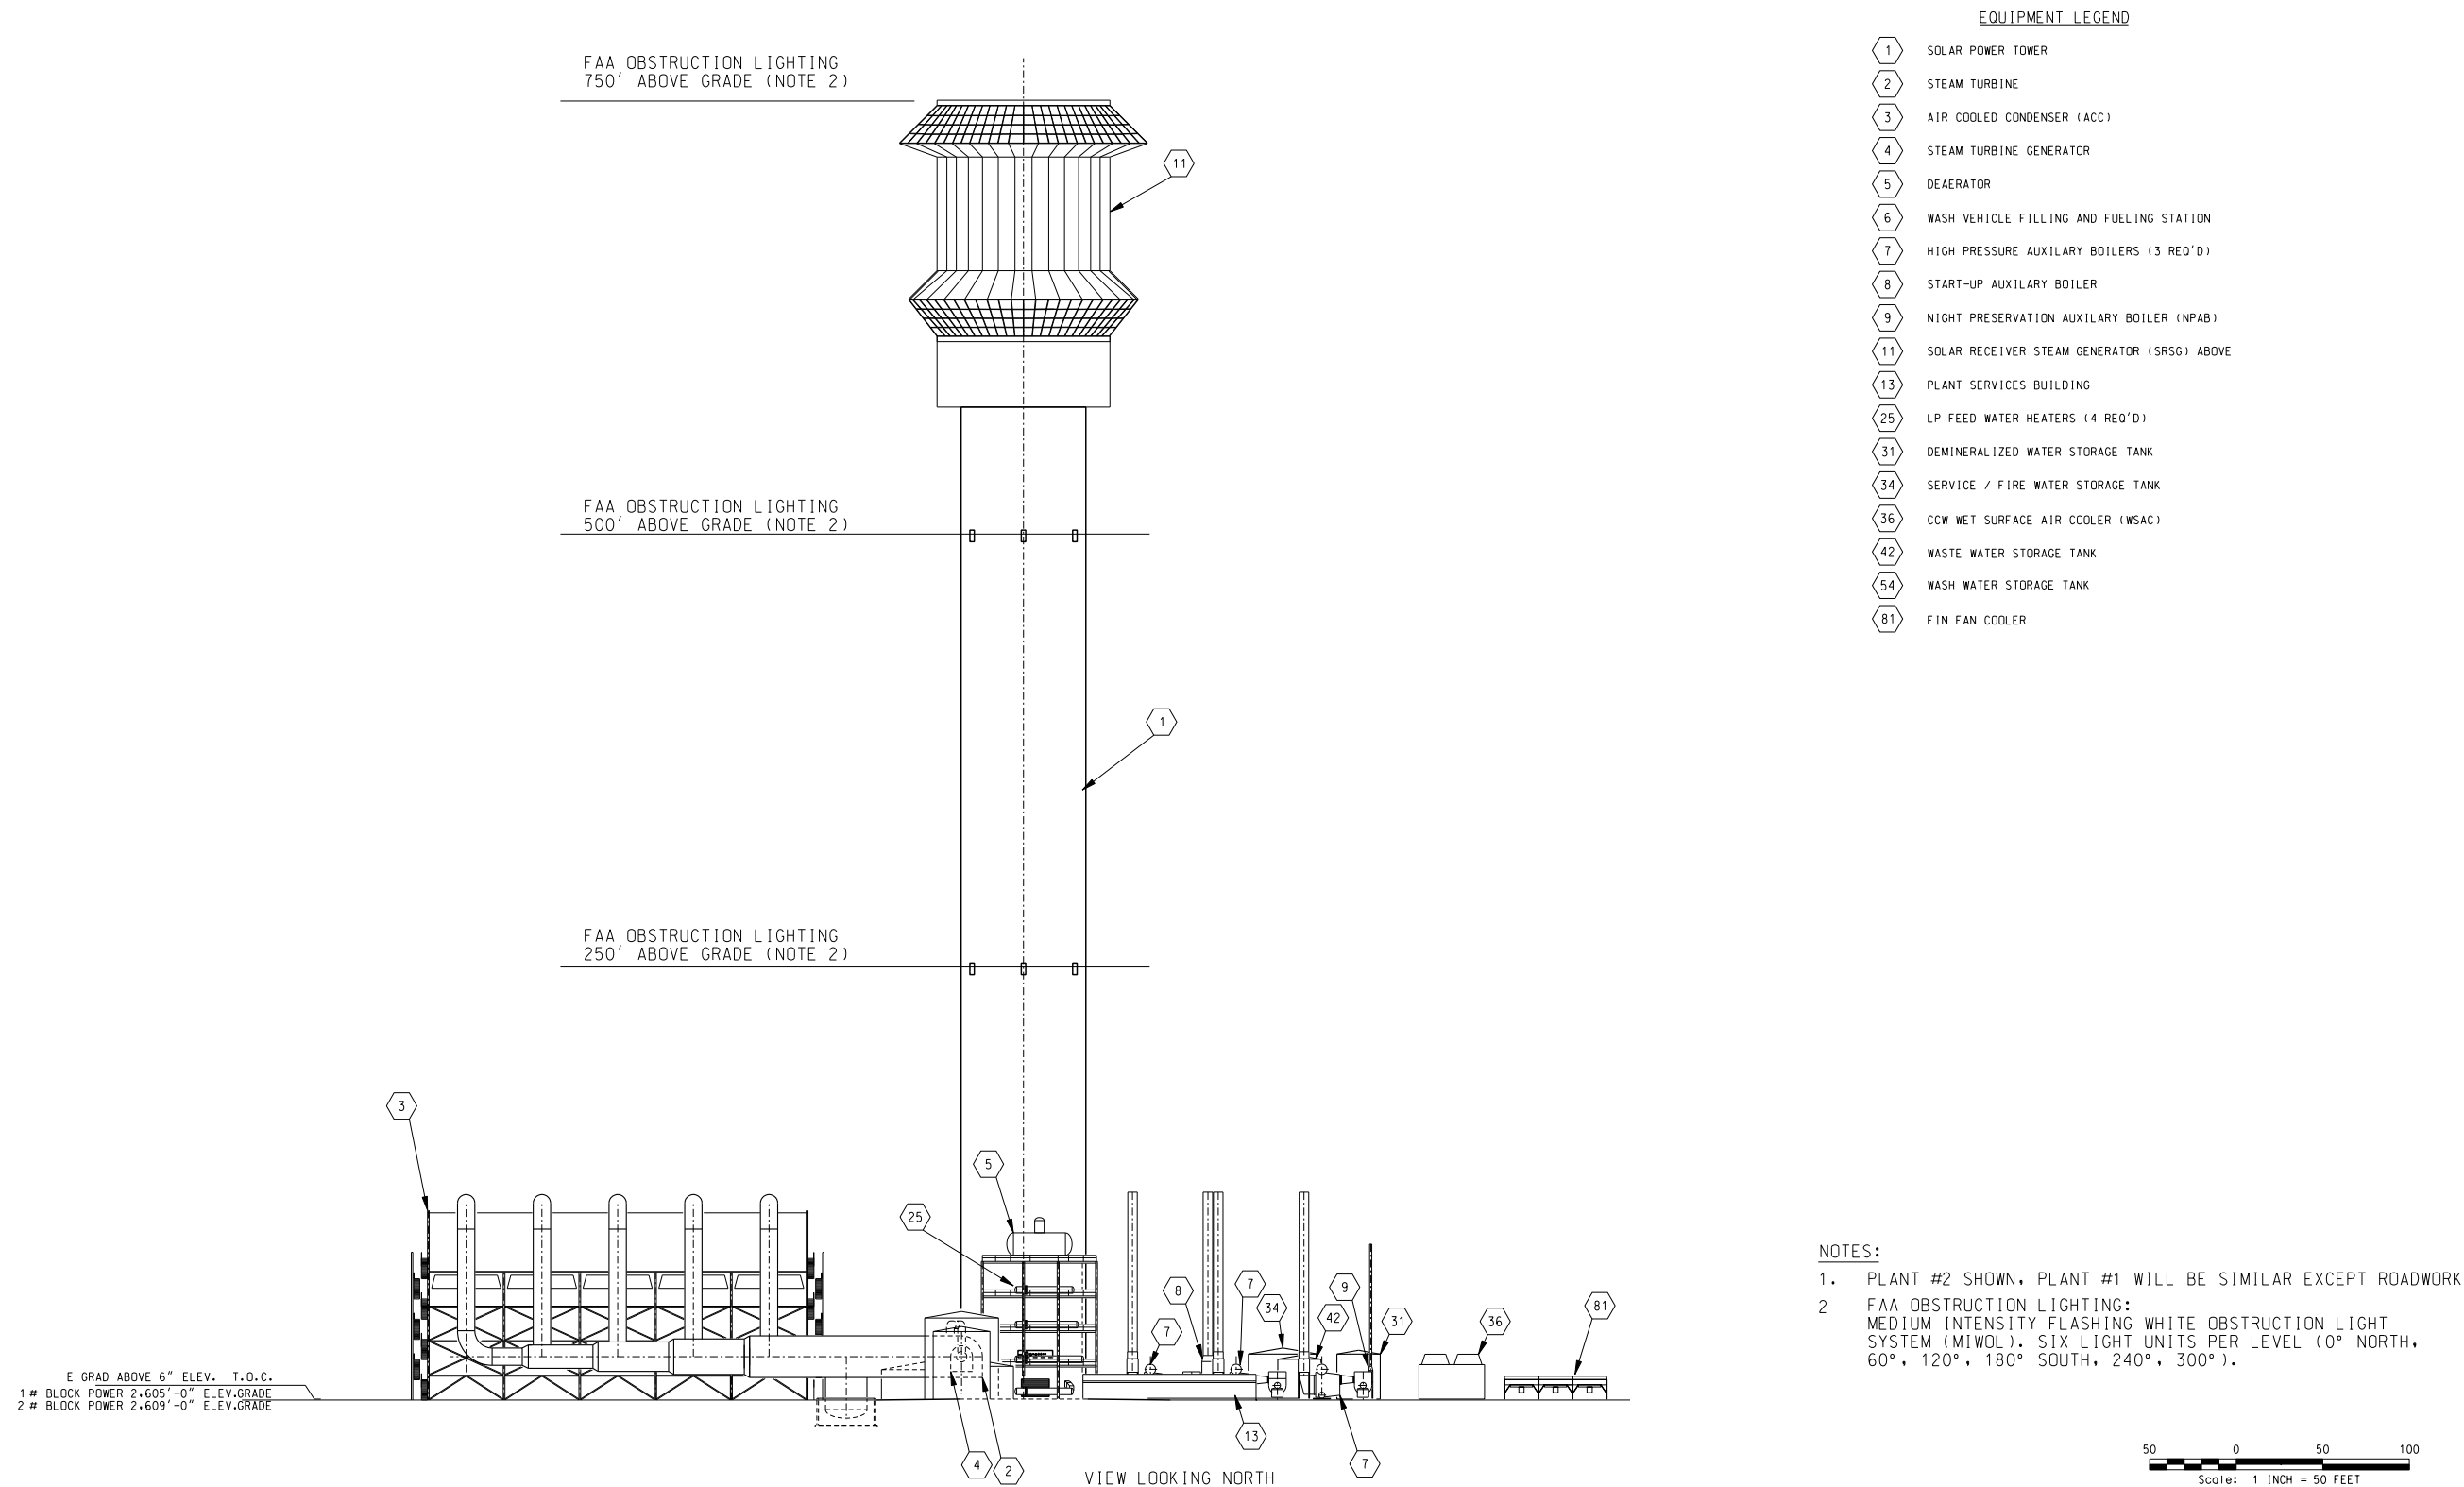 EQUIPMENT LEGEND
1 SOLAR POWER TOWER
2 STEAM TURBINE
3 AIR COOLED CONDENSER (ACC)
4 STEAM TURBINE GENERATOR
5 DEAERATOR
6 WASH VEHICLE FILLING AND FUELING STATION
7 HIGH PRESSURE AUXILARY BOILERS (3 REQ'D)
8 START-UP AUXILARY BOILER
9 NIGHT PRESERVATION AUXILARY BOILER (NPAB)
11 SOLAR RECEIVER STEAM GENERATOR (SRSG) ABOVE
13 PLANT SERVICES BUILDING
25 LP FEED WATER HEATERS (4 REQ'D)
31 DEMINERALIZED WATER STORAGE TANK
34 SERVICE / FIRE WATER STORAGE TANK
36 CCW WET SURFACE AIR COOLER (WSAC)
42 WASTE WATER STORAGE TANK
54 WASH WATER STORAGE TANK
81 FIN FAN COOLER
FAA OBSTRUCTION LIGHTING
750' ABOVE GRADE (NOTE 2)
11
FAA OBSTRUCTION LIGHTING
500' ABOVE GRADE (NOTE 2)
1
FAA OBSTRUCTION LIGHTING
250' ABOVE GRADE (NOTE 2)
3
5
25
8
7
7
34
42
9
31
36
81
E GRAD ABOVE 6" ELEV. T.O.C.
1 # BLOCK POWER 2.605'-0" ELEV.GRADE
2 # BLOCK POWER 2.609'-0" ELEV.GRADE
4
2
13
7
VIEW LOOKING NORTH
NOTES:
1. PLANT #2 SHOWN, PLANT #1 WILL BE SIMILAR EXCEPT ROADWORK
2 FAA OBSTRUCTION LIGHTING:
MEDIUM INTENSITY FLASHING WHITE OBSTRUCTION LIGHT
SYSTEM (MIWOL). SIX LIGHT UNITS PER LEVEL (0° NORTH,
60°, 120°, 180° SOUTH, 240°, 300°).
50 0 50 100
Scale: 1 INCH = 50 FEET